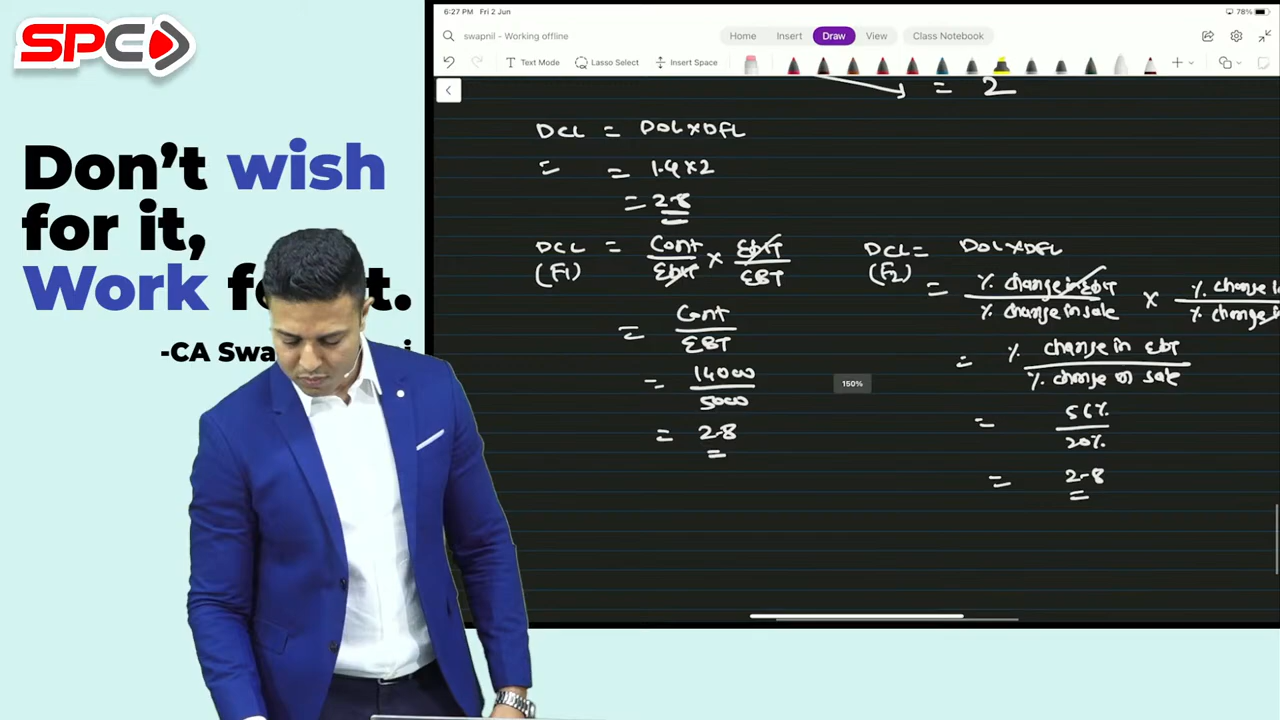 SPC
Don't wish
for it,
Work f t.
-CA Swa i
6:27 PM Fri 2 Jun
78%
swapnil - Working offline
Home Insert Draw View Class Notebook
Text Mode Lasso Select Insert Space
= 2
DCL = DOL×DFL
= = 1.4×2
= 2.8
DCL (F1) = Cont/EBIT × EBIT/EBT
= Cont/EBT
= 14000/5000
= 2.8
DCL = (F2) DOL×DFL
= % change in EBIT/% change in sale × % change i/% change i
= % change in EBT/% change in sale
= 56%/20%
= 2.8
150%